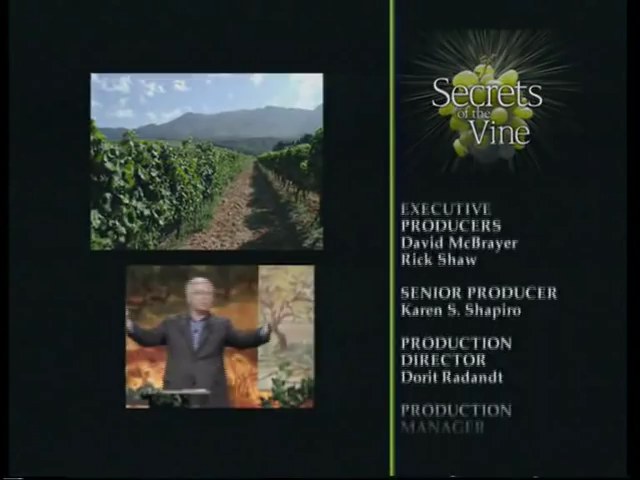 Secrets
of the
Vine
EXECUTIVE
PRODUCERS
David McBrayer
Rick Shaw
SENIOR PRODUCER
Karen S. Shapiro
PRODUCTION
DIRECTOR
Dorit Radandt
PRODUCTION
MANAGER